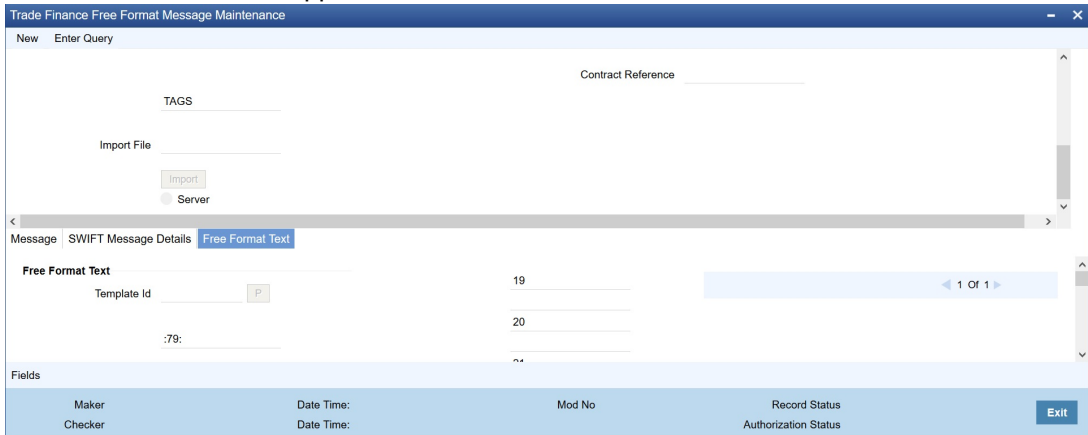 Trade Finance Free Format Message Maintenance
New Enter Query
Contract Reference
TAGS
Import File
Import
Server
Message SWIFT Message Details Free Format Text
Free Format Text
Template Id P
19
1 Of 1
20
:79:
Fields
Maker Date Time: Mod No Record Status
Checker Date Time: Authorization Status
Exit